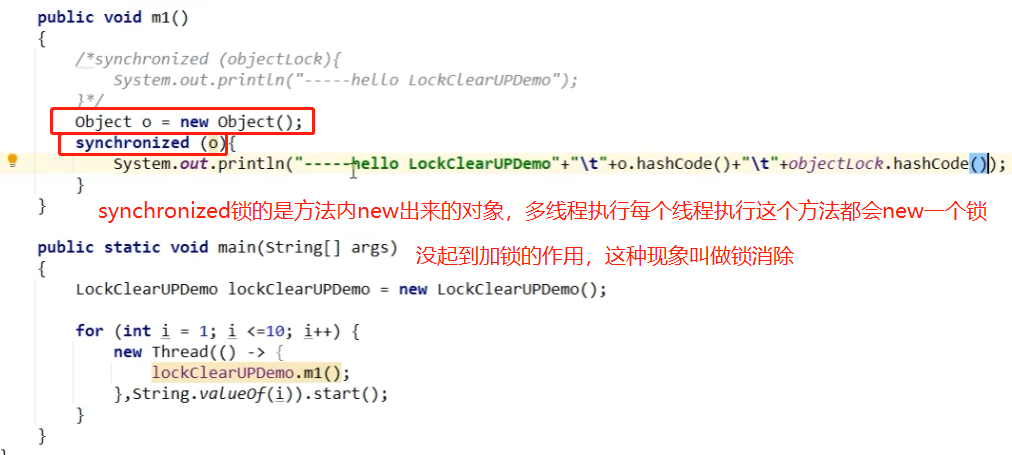 public void m1()
{
/*synchronized (objectLock){
System.out.println("-----hello LockClearUPDemo");
}*/
Object o = new Object();
synchronized (o){
System.out.println("-----hello LockClearUPDemo"+"\t"+o.hashCode()+"\t"+objectLock.hashCode());
}
}
synchronized锁的是方法内new出来的对象，多线程执行每个线程执行这个方法都会new一个锁
没起到加锁的作用，这种现象叫做锁消除
public static void main(String[] args)
{
LockClearUPDemo lockClearUPDemo = new LockClearUPDemo();
for (int i = 1; i <=10; i++) {
new Thread(() -> {
lockClearUPDemo.m1();
},String.valueOf(i)).start();
}
}